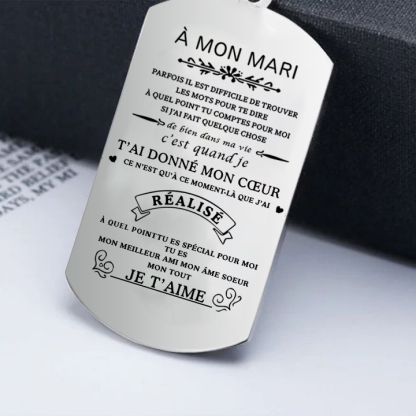 À MON MARI
PARFOIS IL EST DIFFICILE DE TROUVER
LES MOTS POUR TE DIRE
À QUEL POINT TU COMPTES POUR MOI
SI J'AI FAIT QUELQUE CHOSE
de bien dans ma vie
c'est quand je
T'AI DONNÉ MON CŒUR
CE N'EST QU'À CE MOMENT-LÀ QUE J'AI
RÉALISÉ
À QUEL POINTTU ES SPÉCIAL POUR MOI
TU ES
MON MEILLEUR AMI MON ÂME SOEUR
MON TOUT
JE T'AIME